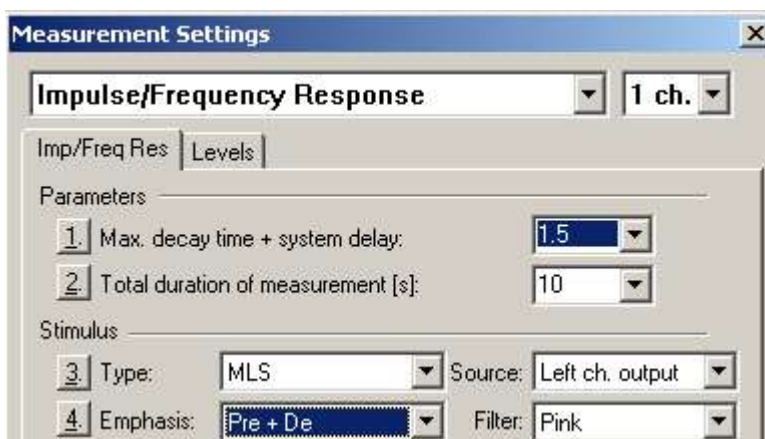 Measurement Settings
Impulse/Frequency Response 1 ch.
Imp/Freq Res Levels
Parameters
1. Max. decay time + system delay: 1.5
2. Total duration of measurement [s]: 10
Stimulus
3. Type: MLS Source: Left ch. output
4. Emphasis: Pre + De Filter: Pink